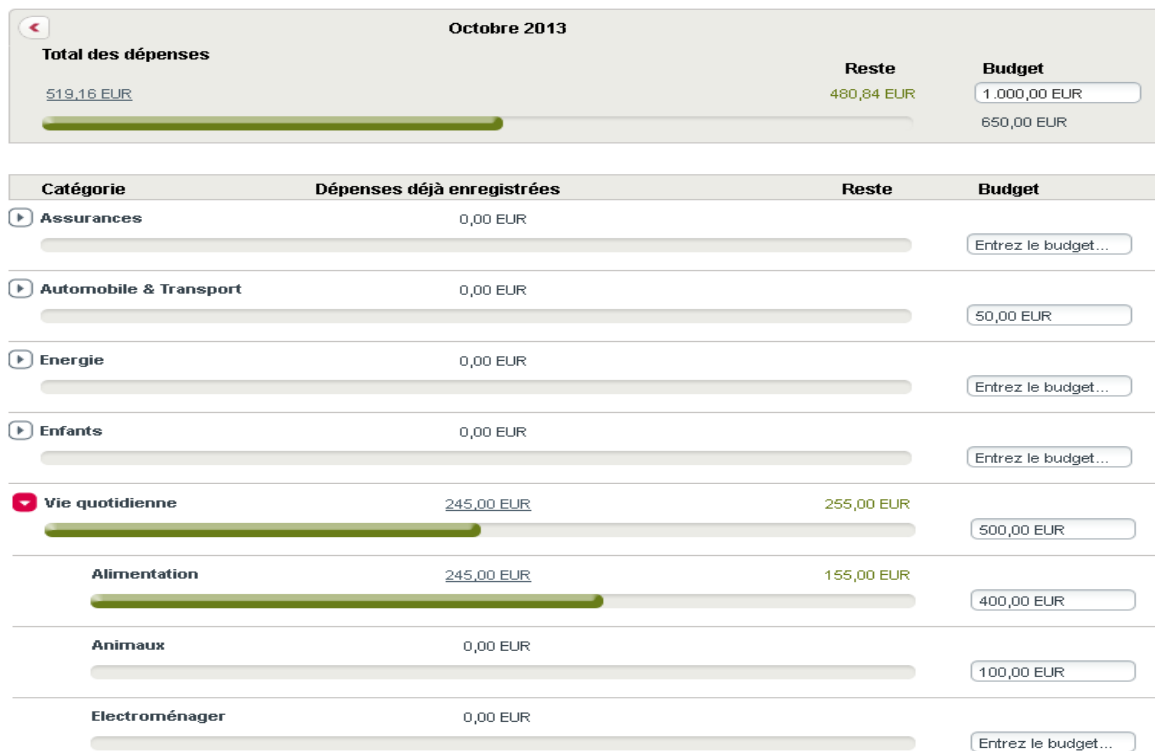 Octobre 2013
Total des dépenses
Reste Budget
519,16 EUR 480,84 EUR 1.000,00 EUR
650,00 EUR
Catégorie Dépenses déjà enregistrées Reste Budget
Assurances 0,00 EUR
Entrez le budget...
Automobile & Transport 0,00 EUR
50,00 EUR
Energie 0,00 EUR
Entrez le budget...
Enfants 0,00 EUR
Entrez le budget...
Vie quotidienne 245,00 EUR 255,00 EUR
500,00 EUR
Alimentation 245,00 EUR 155,00 EUR
400,00 EUR
Animaux 0,00 EUR
100,00 EUR
Electroménager 0,00 EUR
Entrez le budget...